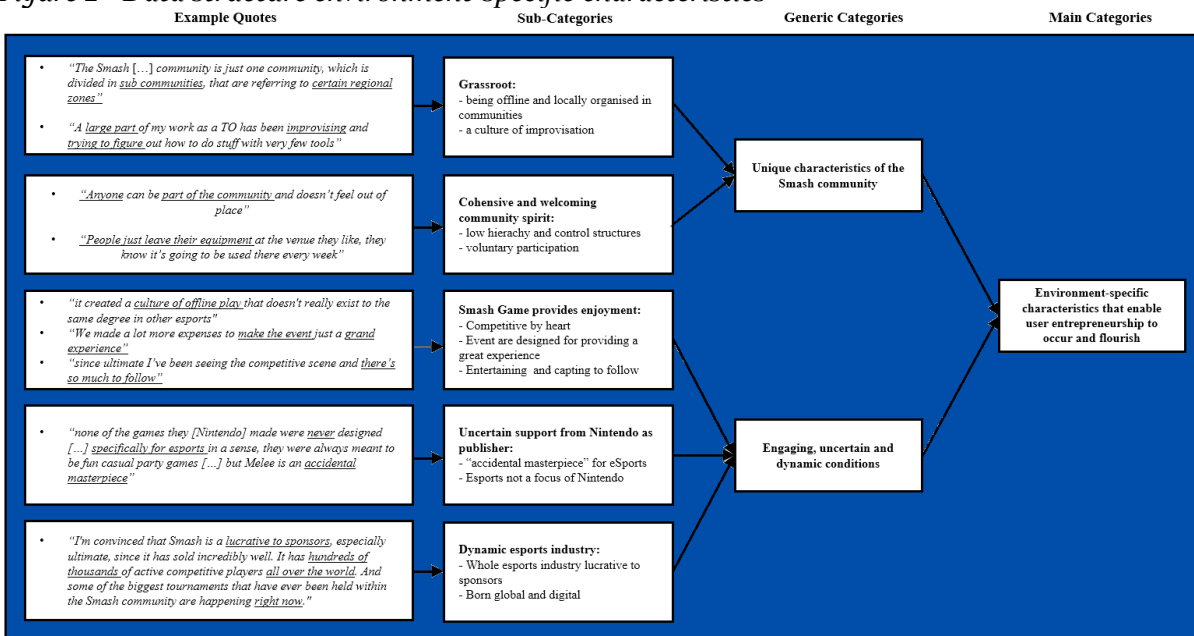 Figure 2 - Data structure environment-specific characteristics
Example Quotes
Sub-Categories
Generic Categories
Main Categories
• “The Smash […] community is just one community, which is
divided in sub communities, that are referring to certain regional
zones”
• “A large part of my work as a TO has been improvising and
trying to figure out how to do stuff with very few tools”
Grassroot:
- being offline and locally organised in
communities
- a culture of improvisation
• “Anyone can be part of the community and doesn’t feel out of
place”
• “People just leave their equipment at the venue they like, they
know it’s going to be used there every week”
Cohensive and welcoming
community spirit:
- low hierachy and control structures
- voluntary participation
Unique characteristics of the
Smash community
• “it created a culture of offline play that doesn't really exist to the
same degree in other esports"
• “We made a lot more expenses to make the event just a grand
experience”
• “since ultimate I’ve been seeing the competitive scene and there’s
so much to follow”
Smash Game provides enjoyment:
- Competitive by heart
- Event are designed for providing a
great experience
- Entertaining and capting to follow
Environment-specific
characteristics that enable
user entrepreneurship to
occur and flourish
• “none of the games they [Nintendo] made were never designed
[…] specifically for esports in a sense, they were always meant to
be fun casual party games […] but Melee is an accidental
masterpiece”
Uncertain support from Nintendo as
publisher:
- “accidental masterpiece” for eSports
- Esports not a focus of Nintendo
Engaging, uncertain and
dynamic conditions
• “I'm convinced that Smash is a lucrative to sponsors, especially
ultimate, since it has sold incredibly well. It has hundreds of
thousands of active competitive players all over the world. And
some of the biggest tournaments that have ever been held within
the Smash community are happening right now."
Dynamic esports industry:
- Whole esports industry lucrative to
sponsors
- Born global and digital